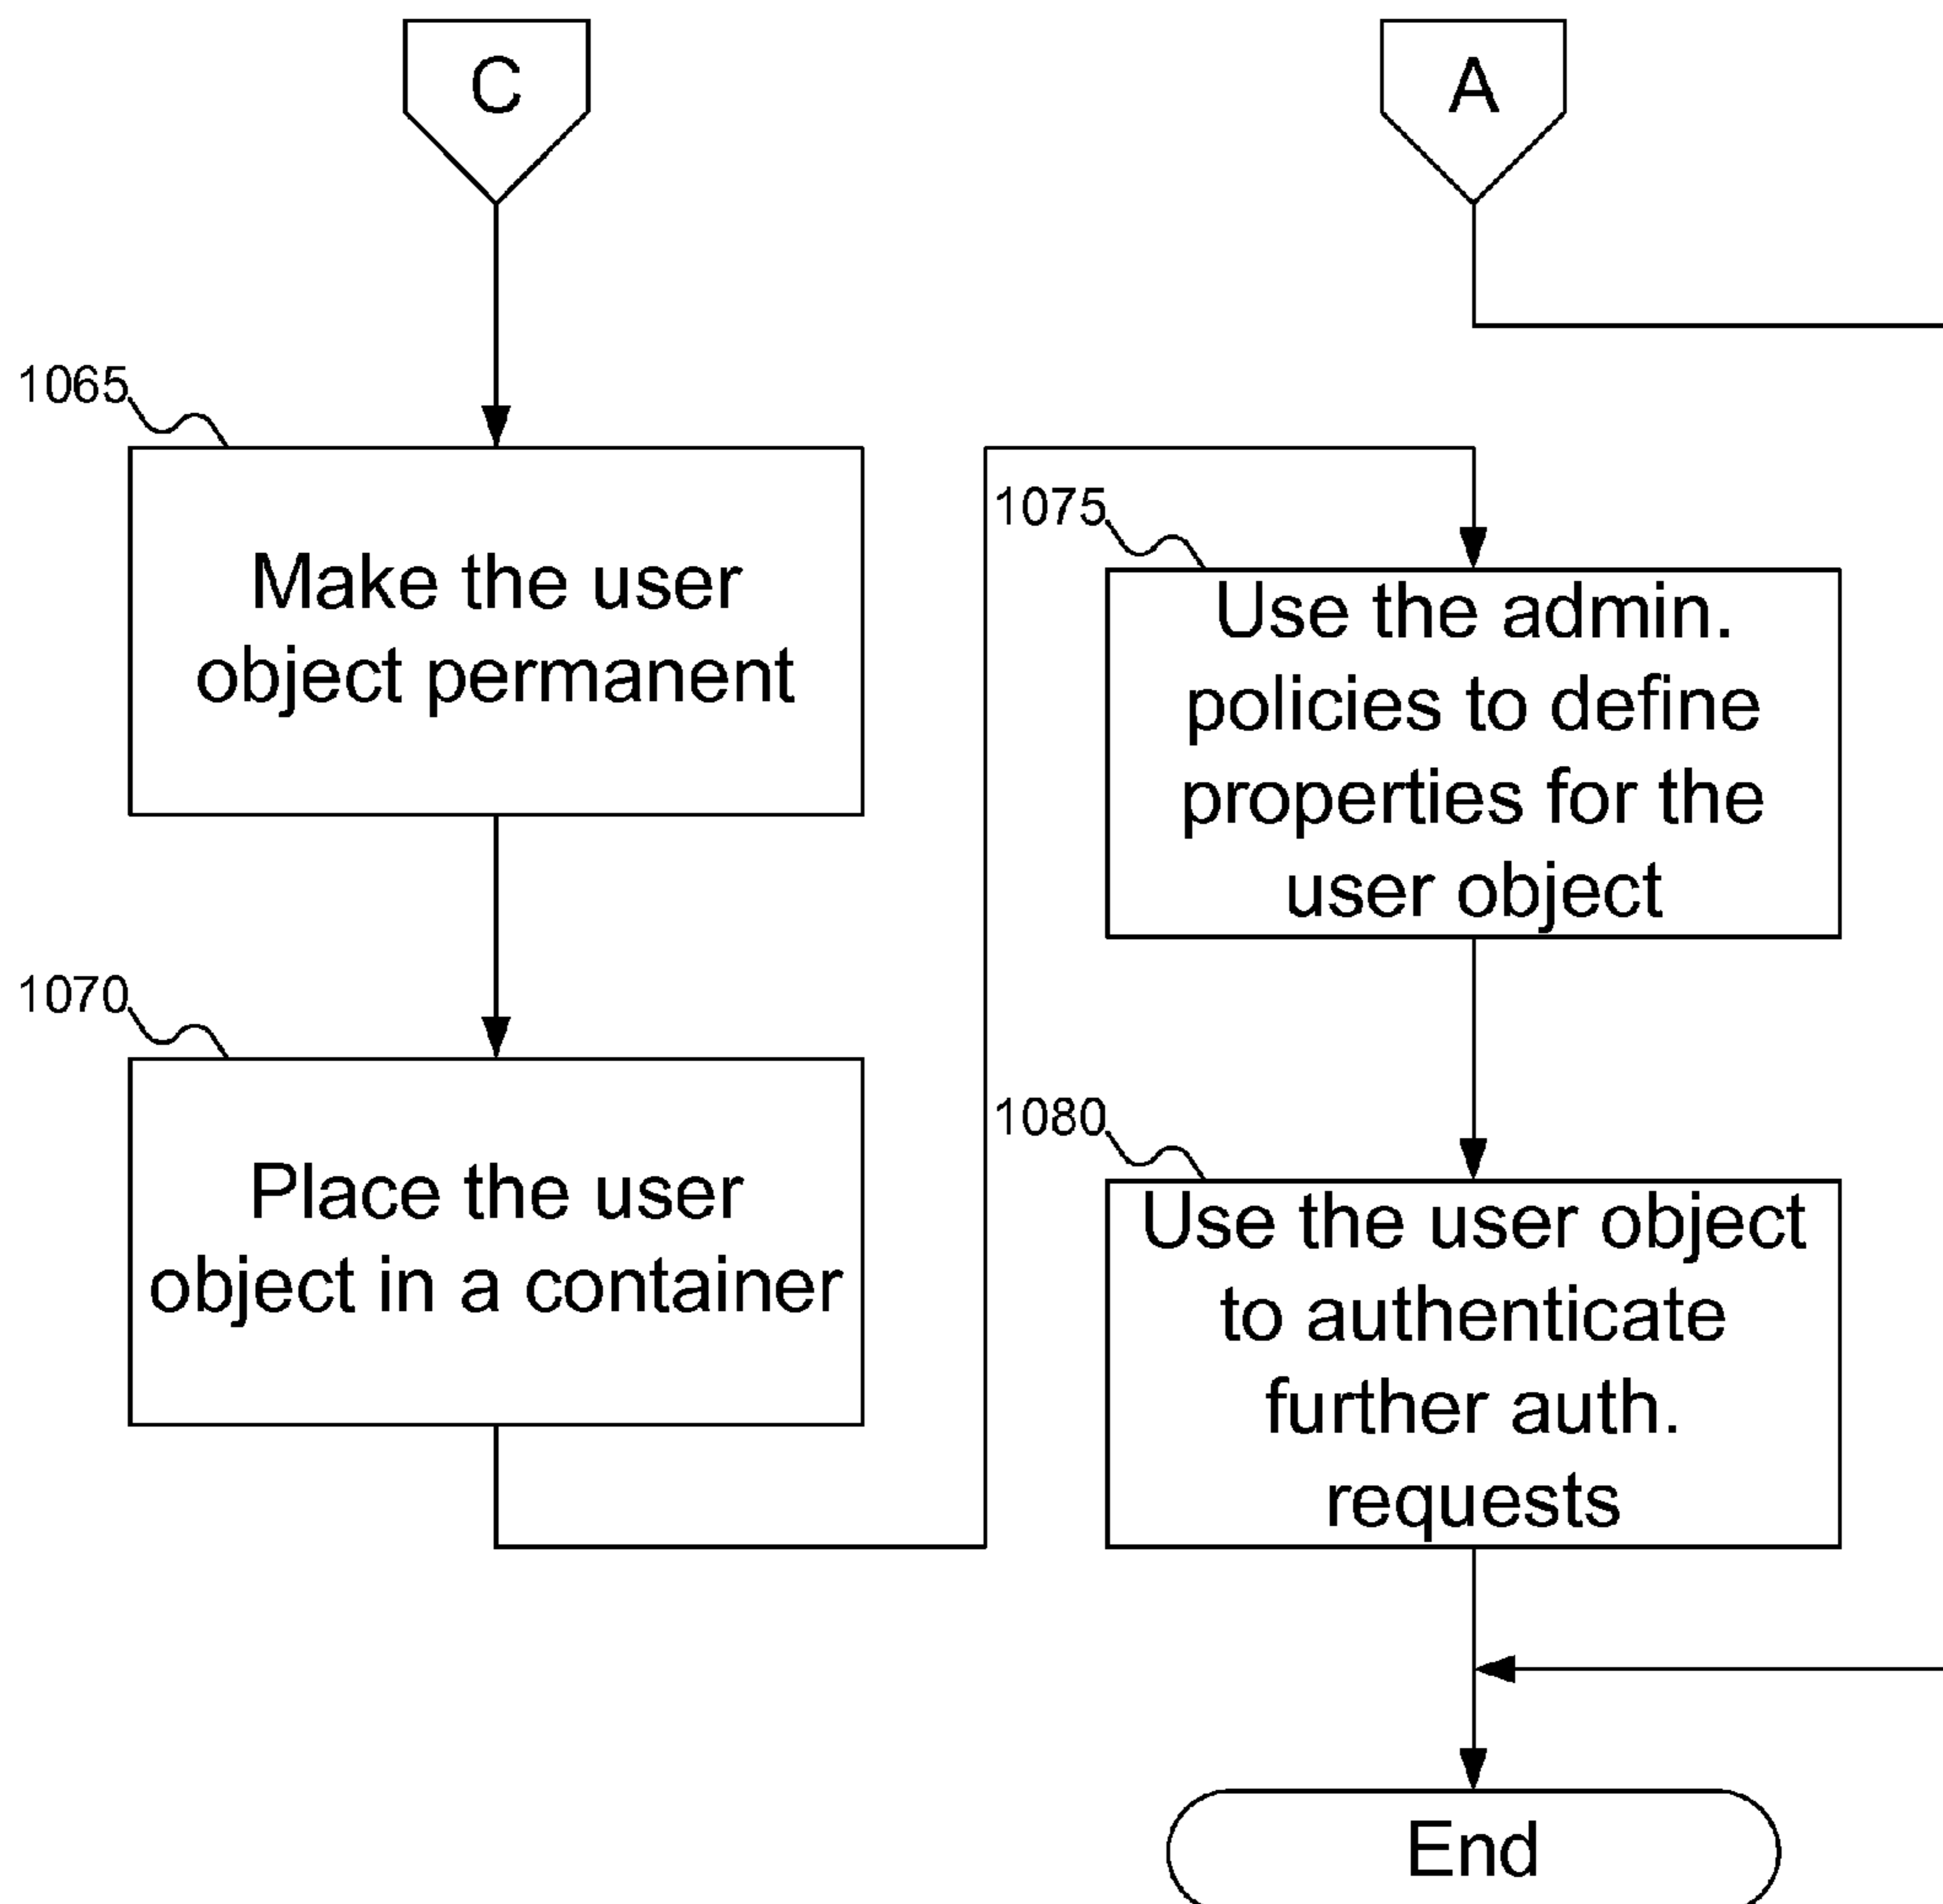 C
1065
Make the user
object permanent
1070
Place the user
object in a container
A
1075
Use the admin.
policies to define
properties for the
user object
1080
Use the user object
to authenticate
further auth.
requests
End